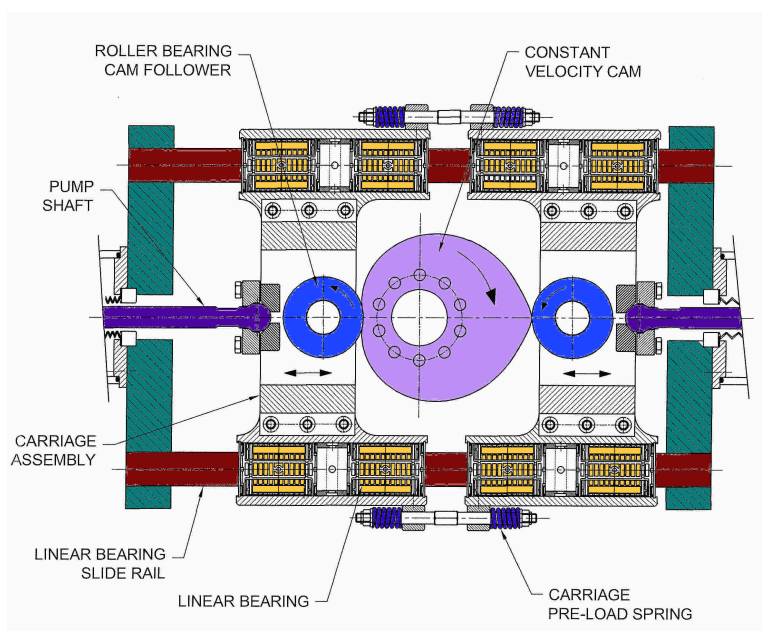 ROLLER BEARING
CAM FOLLOWER
CONSTANT
VELOCITY CAM
PUMP
SHAFT
CARRIAGE
ASSEMBLY
LINEAR BEARING
SLIDE RAIL
LINEAR BEARING
CARRIAGE
PRE-LOAD SPRING